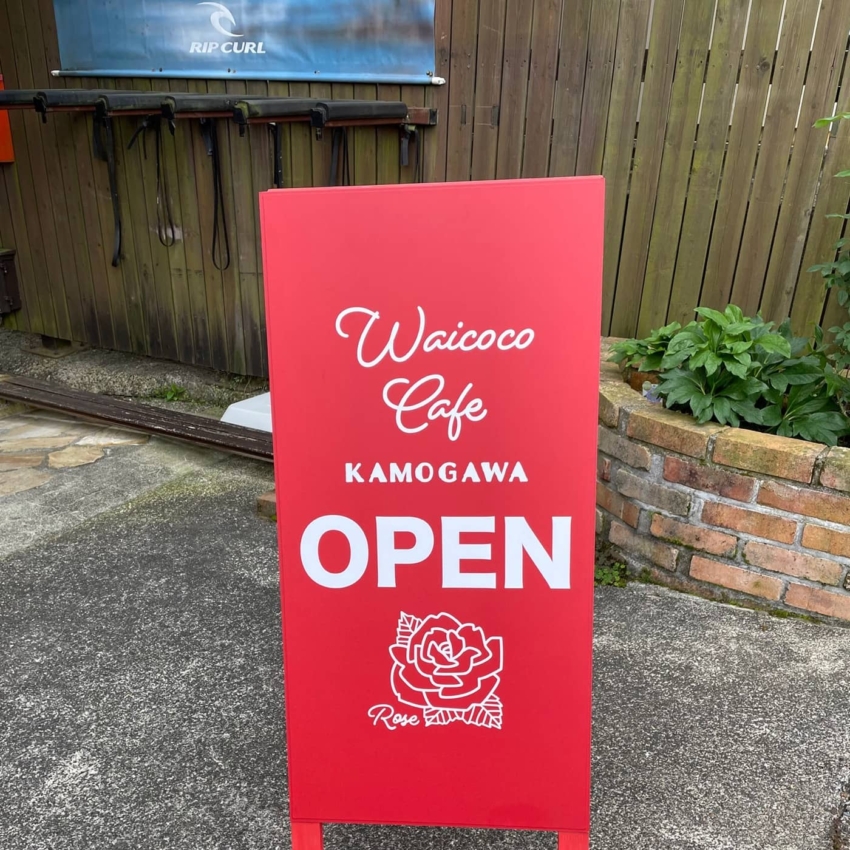 RIP CURL
Waicoco
Cafe
KAMOGAWA
OPEN
Rose